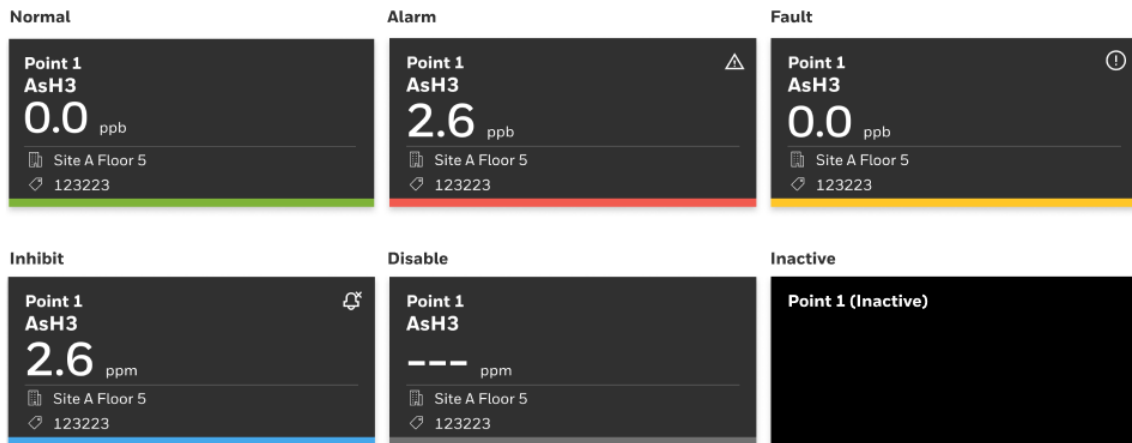 Normal
Point 1
AsH3
0.0 ppb
Site A Floor 5
123223
Alarm
Point 1
AsH3
2.6 ppb
Site A Floor 5
123223
Fault
Point 1
AsH3
0.0 ppb
Site A Floor 5
123223
Inhibit
Point 1
AsH3
2.6 ppm
Site A Floor 5
123223
Disable
Point 1
AsH3
--- ppm
Site A Floor 5
123223
Inactive
Point 1 (Inactive)